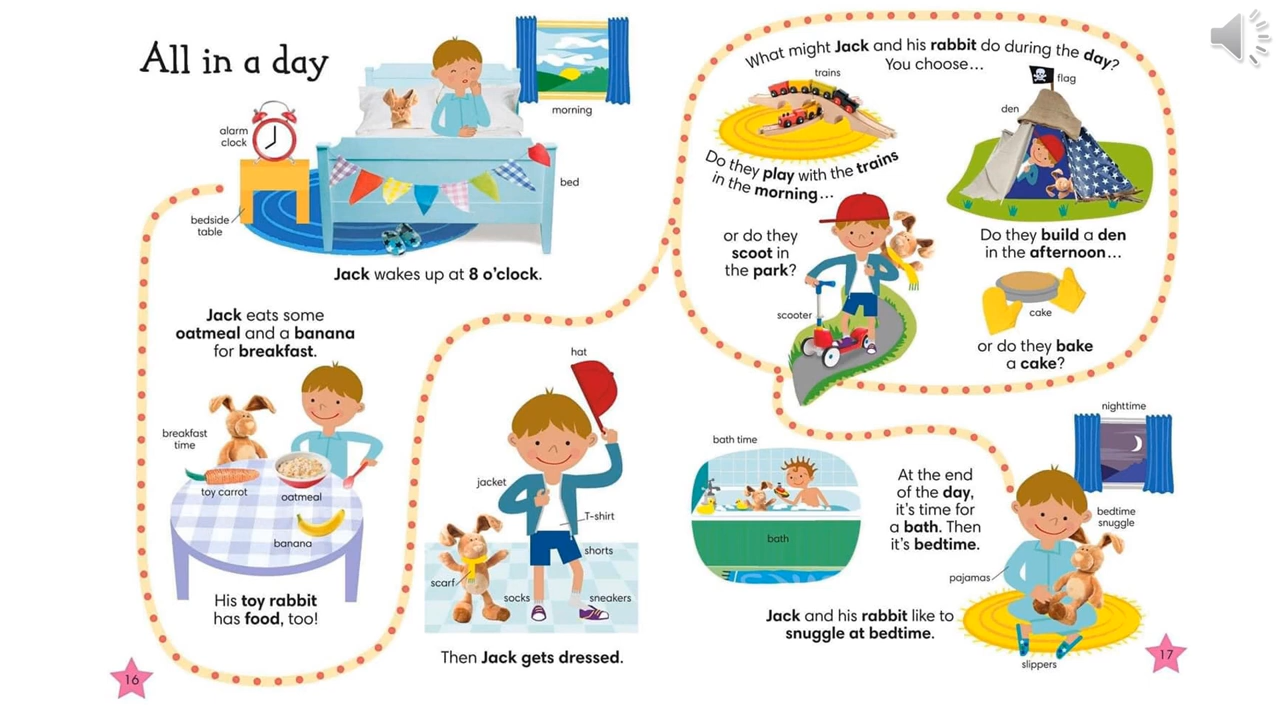 All in a day
alarm
clock
bedside
table
morning
bed
Jack wakes up at 8 o'clock.
Jack eats some
oatmeal and a banana
for breakfast.
breakfast
time
toy carrot
oatmeal
banana
His toy rabbit
has food, too!
hat
jacket
T-shirt
shorts
scarf
socks
sneakers
Then Jack gets dressed.
16
What might Jack and his rabbit do during the day?
You choose...
trains
Do they play with the trains
in the morning...
or do they
scoot in
the park?
scooter
flag
den
Do they build a den
in the afternoon...
cake
or do they bake
a cake?
bath time
bath
At the end
of the day,
it's time for
a bath. Then
it's bedtime.
nighttime
bedtime
snuggle
pajamas
slippers
Jack and his rabbit like to
snuggle at bedtime.
17